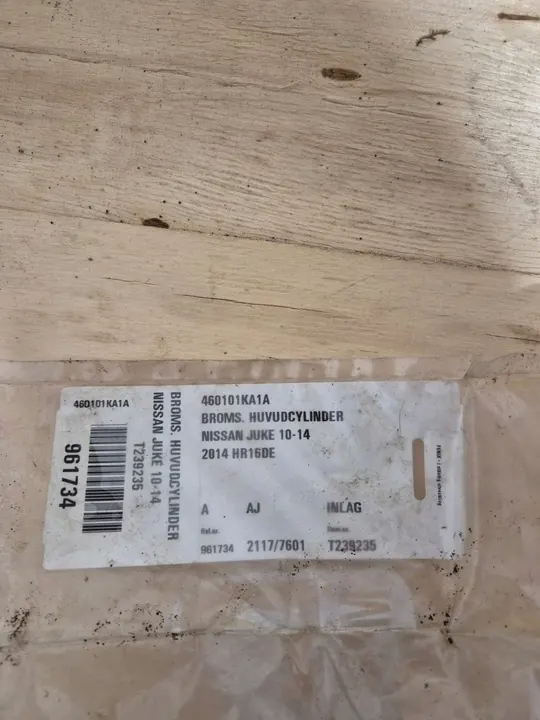 460101KA1A
961734
T239235
BROMS. HUVUDCYLINDER
NISSAN JUKE 10-14
460101KA1A
BROMS. HUVUDCYLINDER
NISSAN JUKE 10-14
2014 HR16DE
A AJ INLAG
961734 2117/7601 T239235